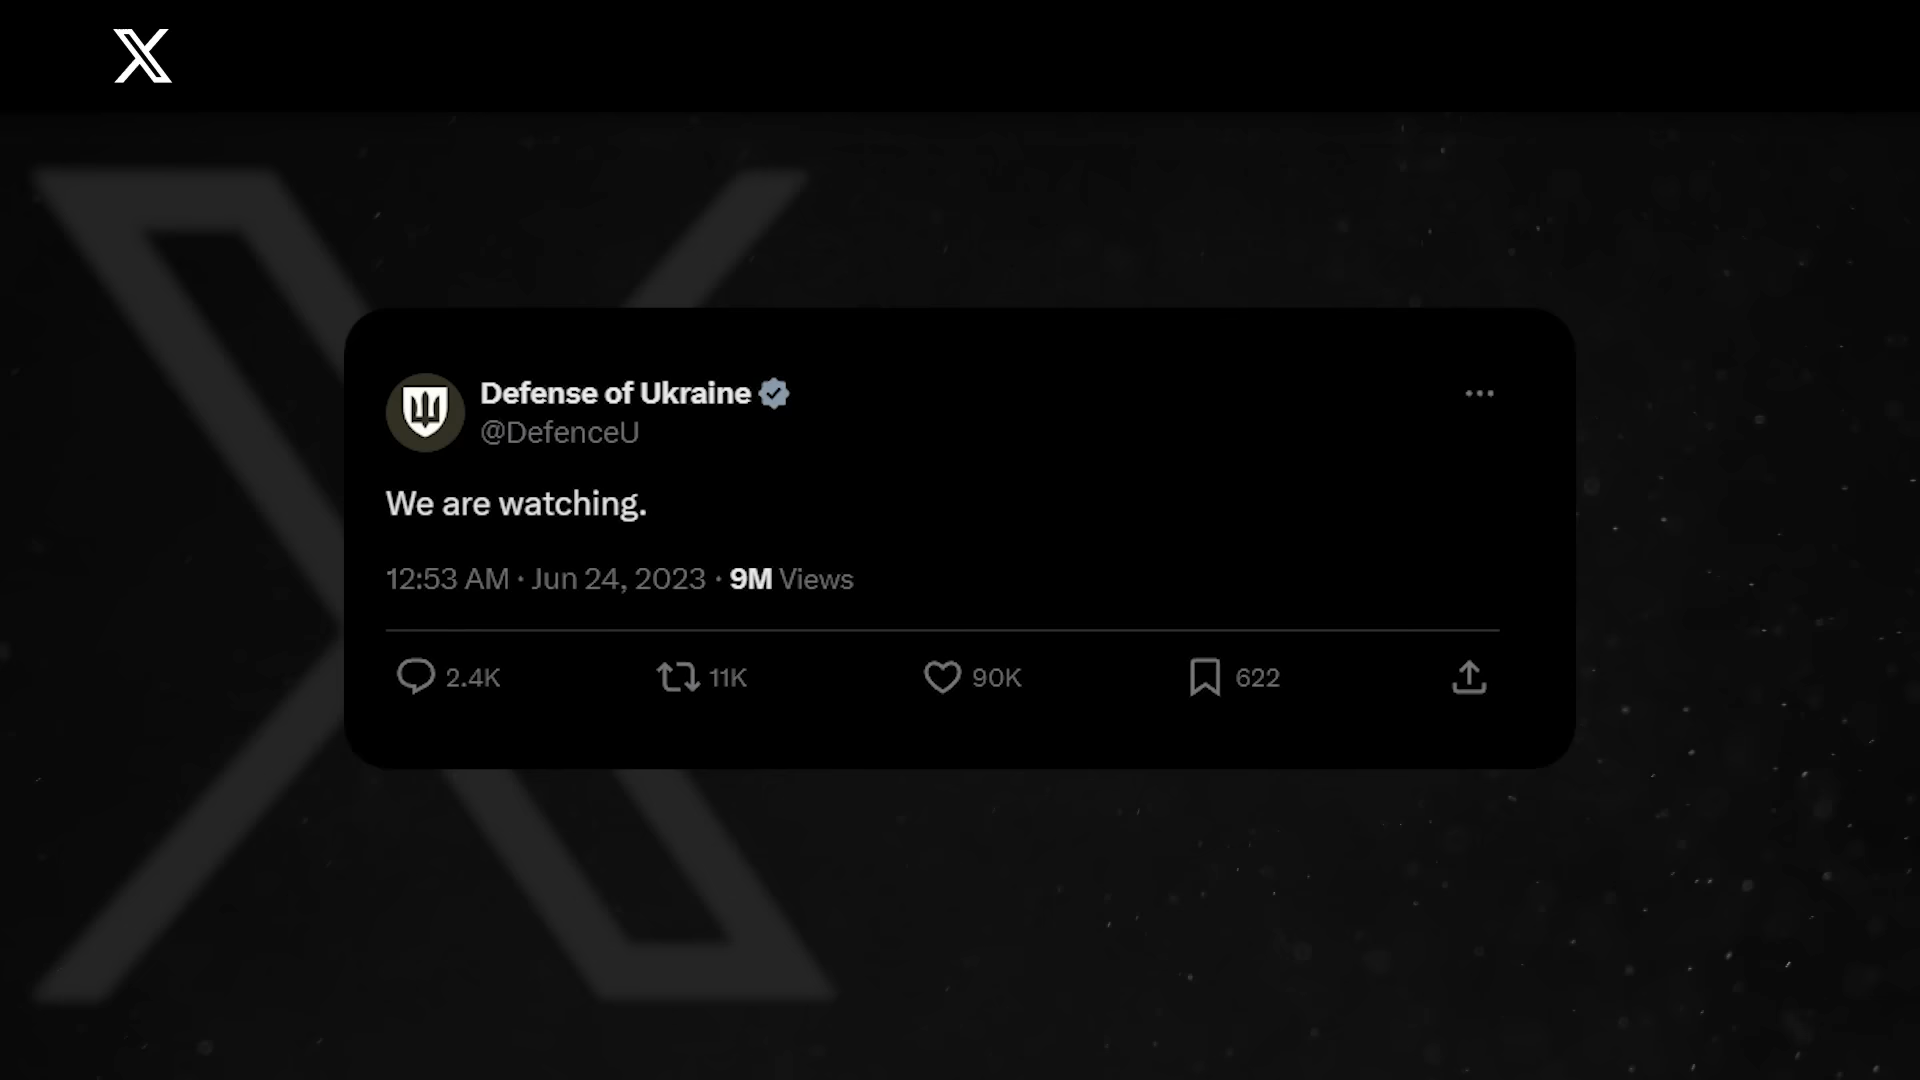 Defense of Ukraine
@DefenceU
We are watching.
12:53 AM · Jun 24, 2023 · 9M Views
2.4K 11K 90K 622